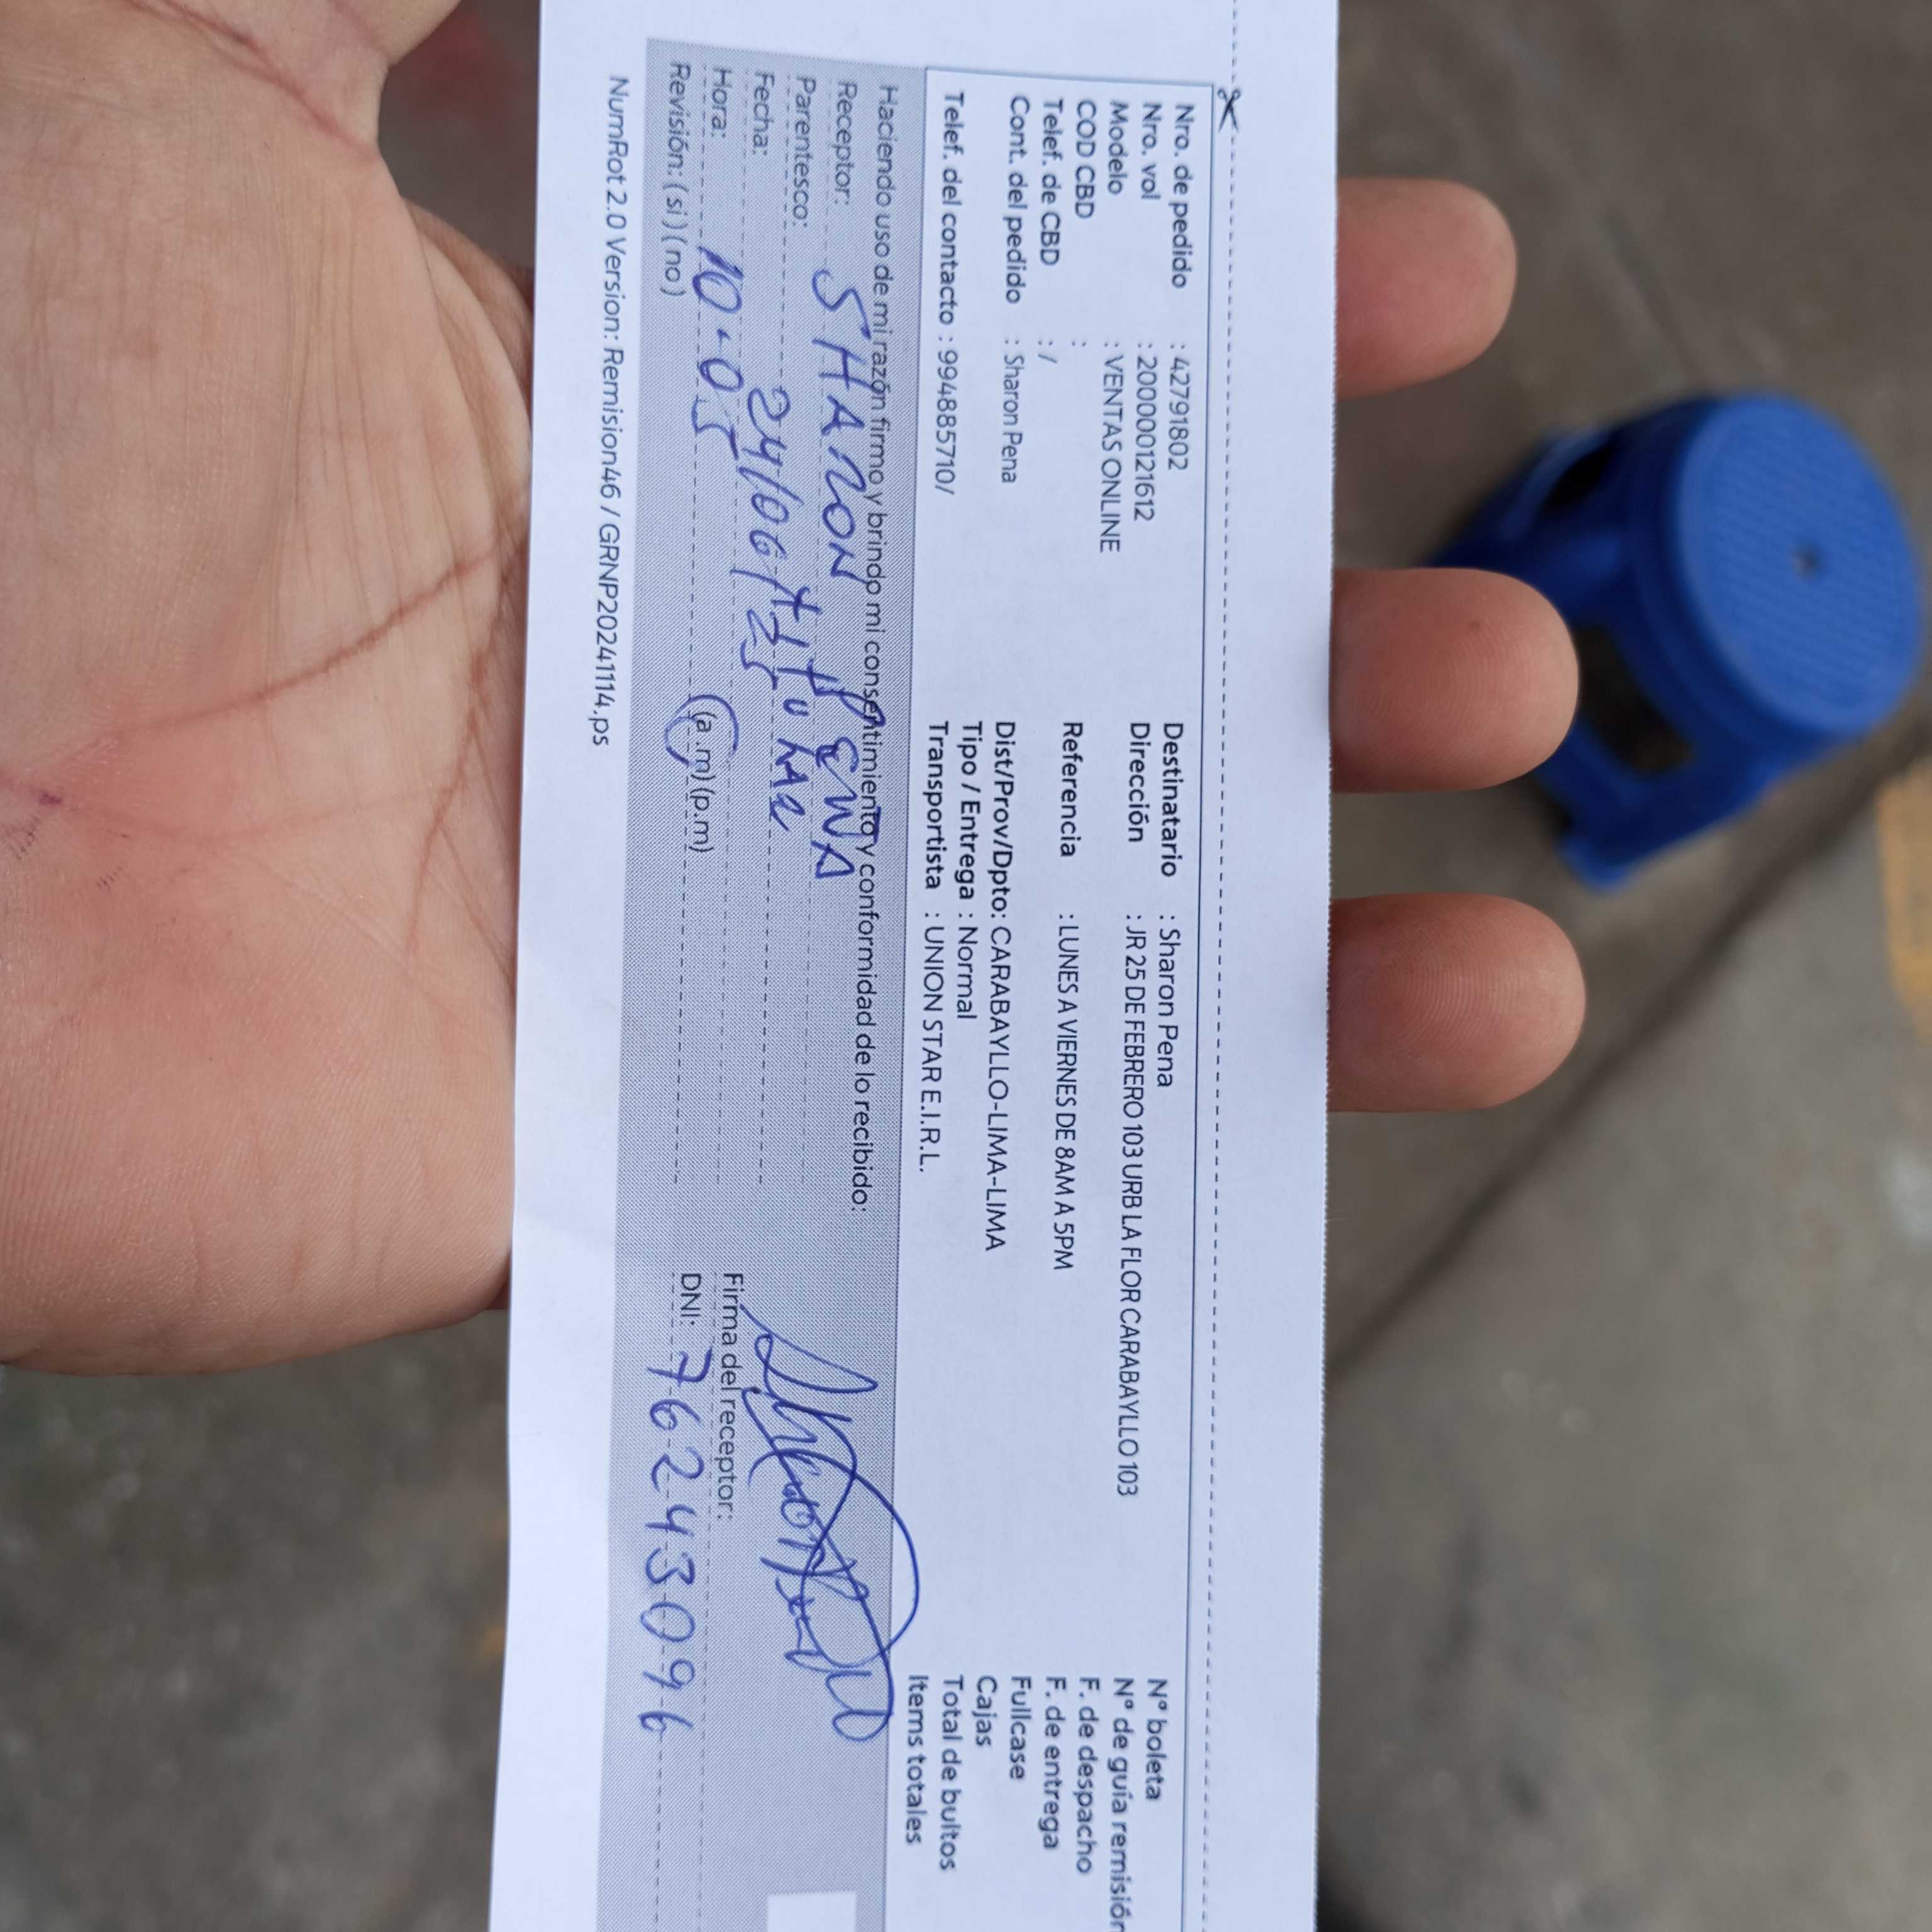 Nro. de pedido : 42791802
Nro. vol : 2000000121612
Modelo : VENTAS ONLINE
COD CBD :
Telef. de CBD : /
Cont. del pedido : Sharon Pena
Telef. del contacto : 994885710/
Destinatario : Sharon Pena
Dirección : JR 25 DE FEBRERO 103 URB LA FLOR CARABAYLLO 103
Referencia : LUNES A VIERNES DE 8AM A 5PM
Dist/Prov/Dpto: CARABAYLLO-LIMA-LIMA
Tipo / Entrega : Normal
Transportista : UNION STAR E.I.R.L.
N° boleta
N° de guía remisión
F. de despacho
F. de entrega
Fullcase
Cajas
Total de bultos
Items totales
Haciendo uso de mi razón firmo y brindo mi consentimiento y conformidad de lo recibido:
Receptor: SHARON PENA
Parentesco: TITULAR
Fecha: 24/06/25
Hora: 10.05 (a.m) (p.m)
Revisión: (si) (no)
Firma del receptor:
DNI: 76243096
NumRot 2.0 Version: Remision46 / GRNP20241114.ps